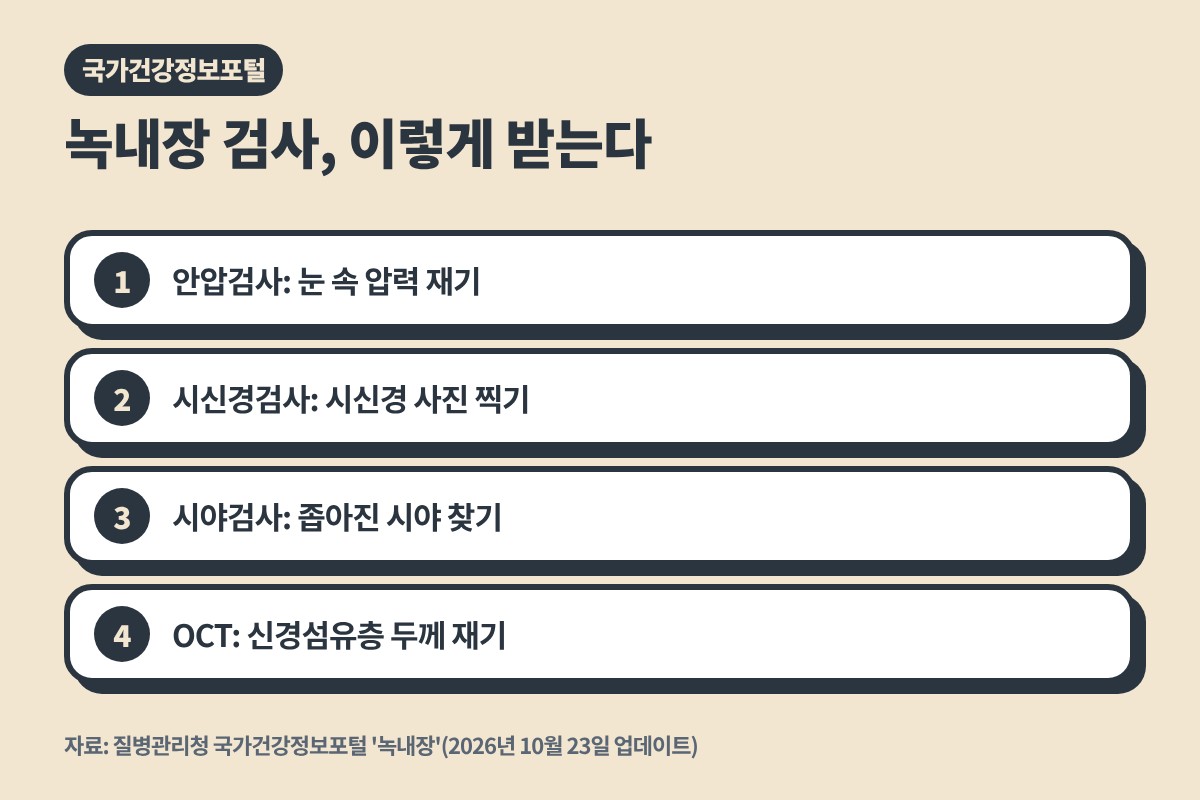 국가건강정보포털
녹내장 검사, 이렇게 받는다
1 안압검사: 눈 속 압력 재기
2 시신경검사: 시신경 사진 찍기
3 시야검사: 좁아진 시야 찾기
4 OCT: 신경섬유층 두께 재기
자료: 질병관리청 국가건강정보포털 '녹내장'(2026년 10월 23일 업데이트)